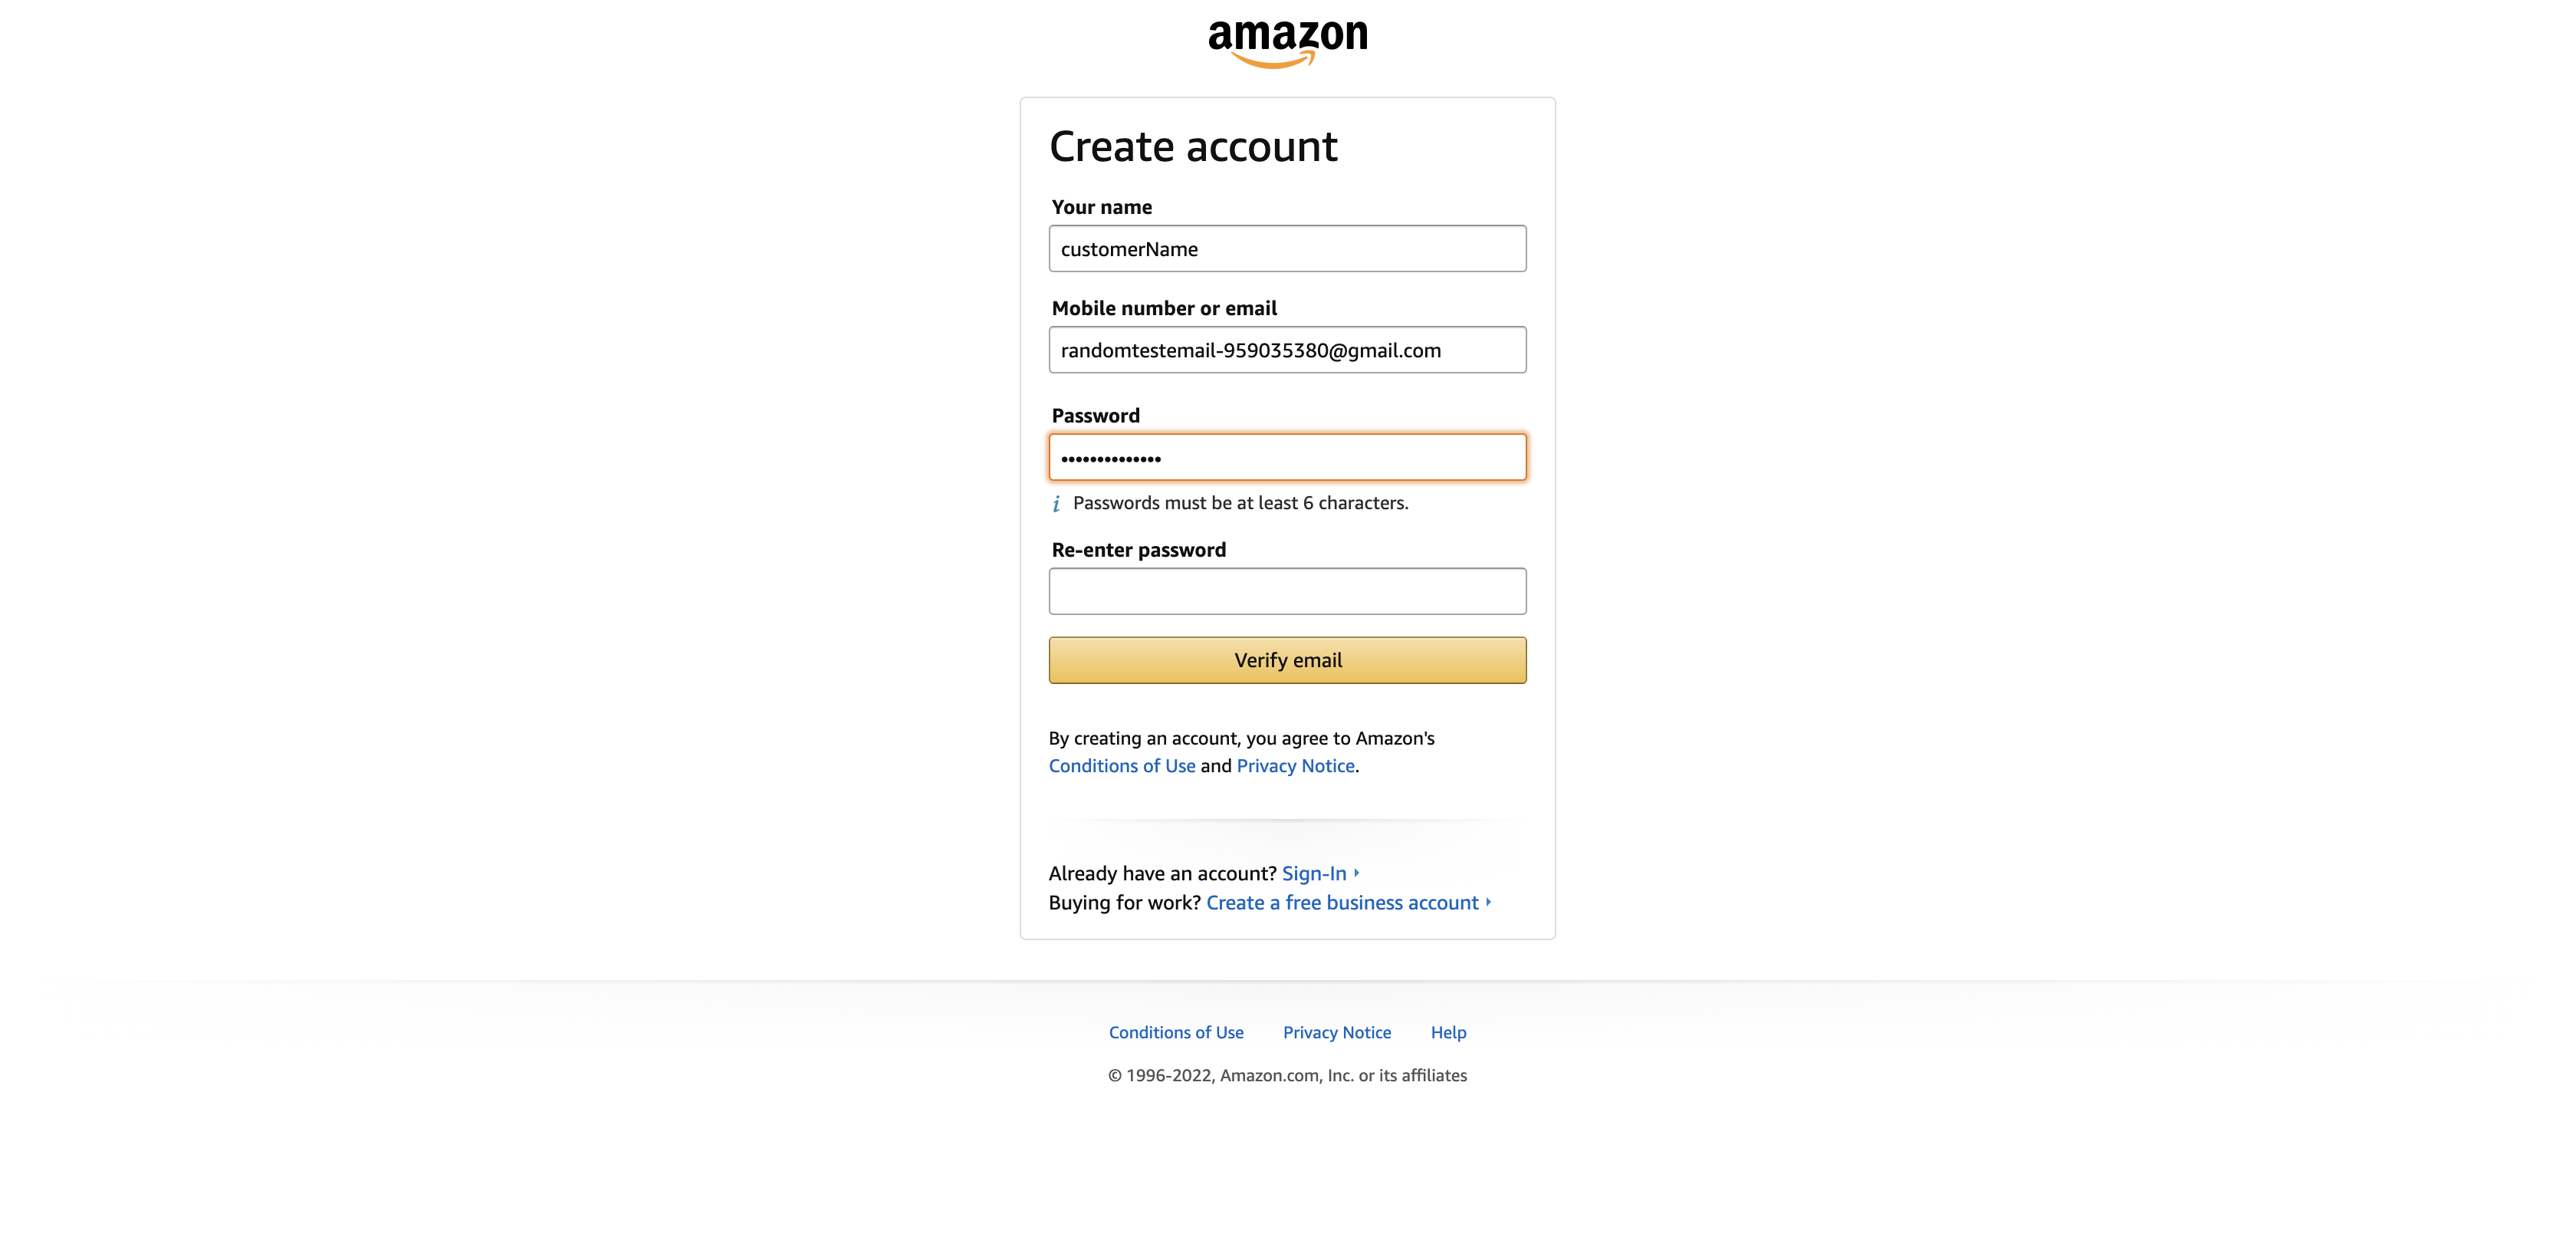 amazon
Create account
Your name
customerName
Mobile number or email
randomtestemail-959035380@gmail.com
Password
••••••••••••••
i Passwords must be at least 6 characters.
Re-enter password
Verify email
By creating an account, you agree to Amazon's
Conditions of Use and Privacy Notice.
Already have an account? Sign-In
Buying for work? Create a free business account
Conditions of Use Privacy Notice Help
© 1996-2022, Amazon.com, Inc. or its affiliates